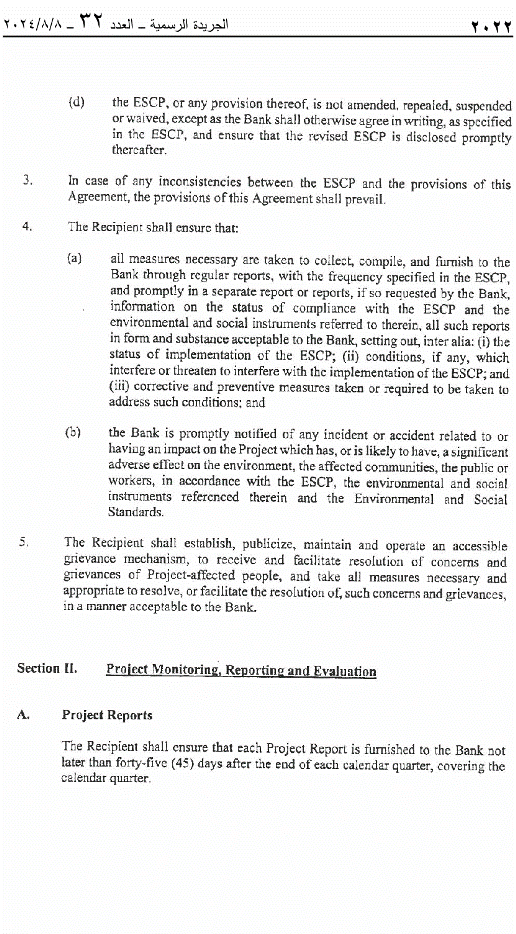 ٢٠٢٢
الجريدة الرسمية – العدد ٣٢ – ٢٠٢٤/٨/٨
(d) the ESCP, or any provision thereof, is not amended, repealed, suspended
or waived, except as the Bank shall otherwise agree in writing, as specified
in the ESCP, and ensure that the revised ESCP is disclosed promptly
thereafter.
3. In case of any inconsistencies between the ESCP and the provisions of this
Agreement, the provisions of this Agreement shall prevail.
4. The Recipient shall ensure that:
(a) all measures necessary are taken to collect, compile, and furnish to the
Bank through regular reports, with the frequency specified in the ESCP,
and promptly in a separate report or reports, if so requested by the Bank,
information on the status of compliance with the ESCP and the
environmental and social instruments referred to therein, all such reports
in form and substance acceptable to the Bank, setting out, inter alia: (i) the
status of implementation of the ESCP; (ii) conditions, if any, which
interfere or threaten to interfere with the implementation of the ESCP; and
(iii) corrective and preventive measures taken or required to be taken to
address such conditions; and
(b) the Bank is promptly notified of any incident or accident related to or
having an impact on the Project which has, or is likely to have, a significant
adverse effect on the environment, the affected communities, the public or
workers, in accordance with the ESCP, the environmental and social
instruments referenced therein and the Environmental and Social
Standards.
5. The Recipient shall establish, publicize, maintain and operate an accessible
grievance mechanism, to receive and facilitate resolution of concerns and
grievances of Project-affected people, and take all measures necessary and
appropriate to resolve, or facilitate the resolution of, such concerns and grievances,
in a manner acceptable to the Bank.
Section II. Project Monitoring, Reporting and Evaluation
A. Project Reports
The Recipient shall ensure that each Project Report is furnished to the Bank not
later than forty-five (45) days after the end of each calendar quarter, covering the
calendar quarter.